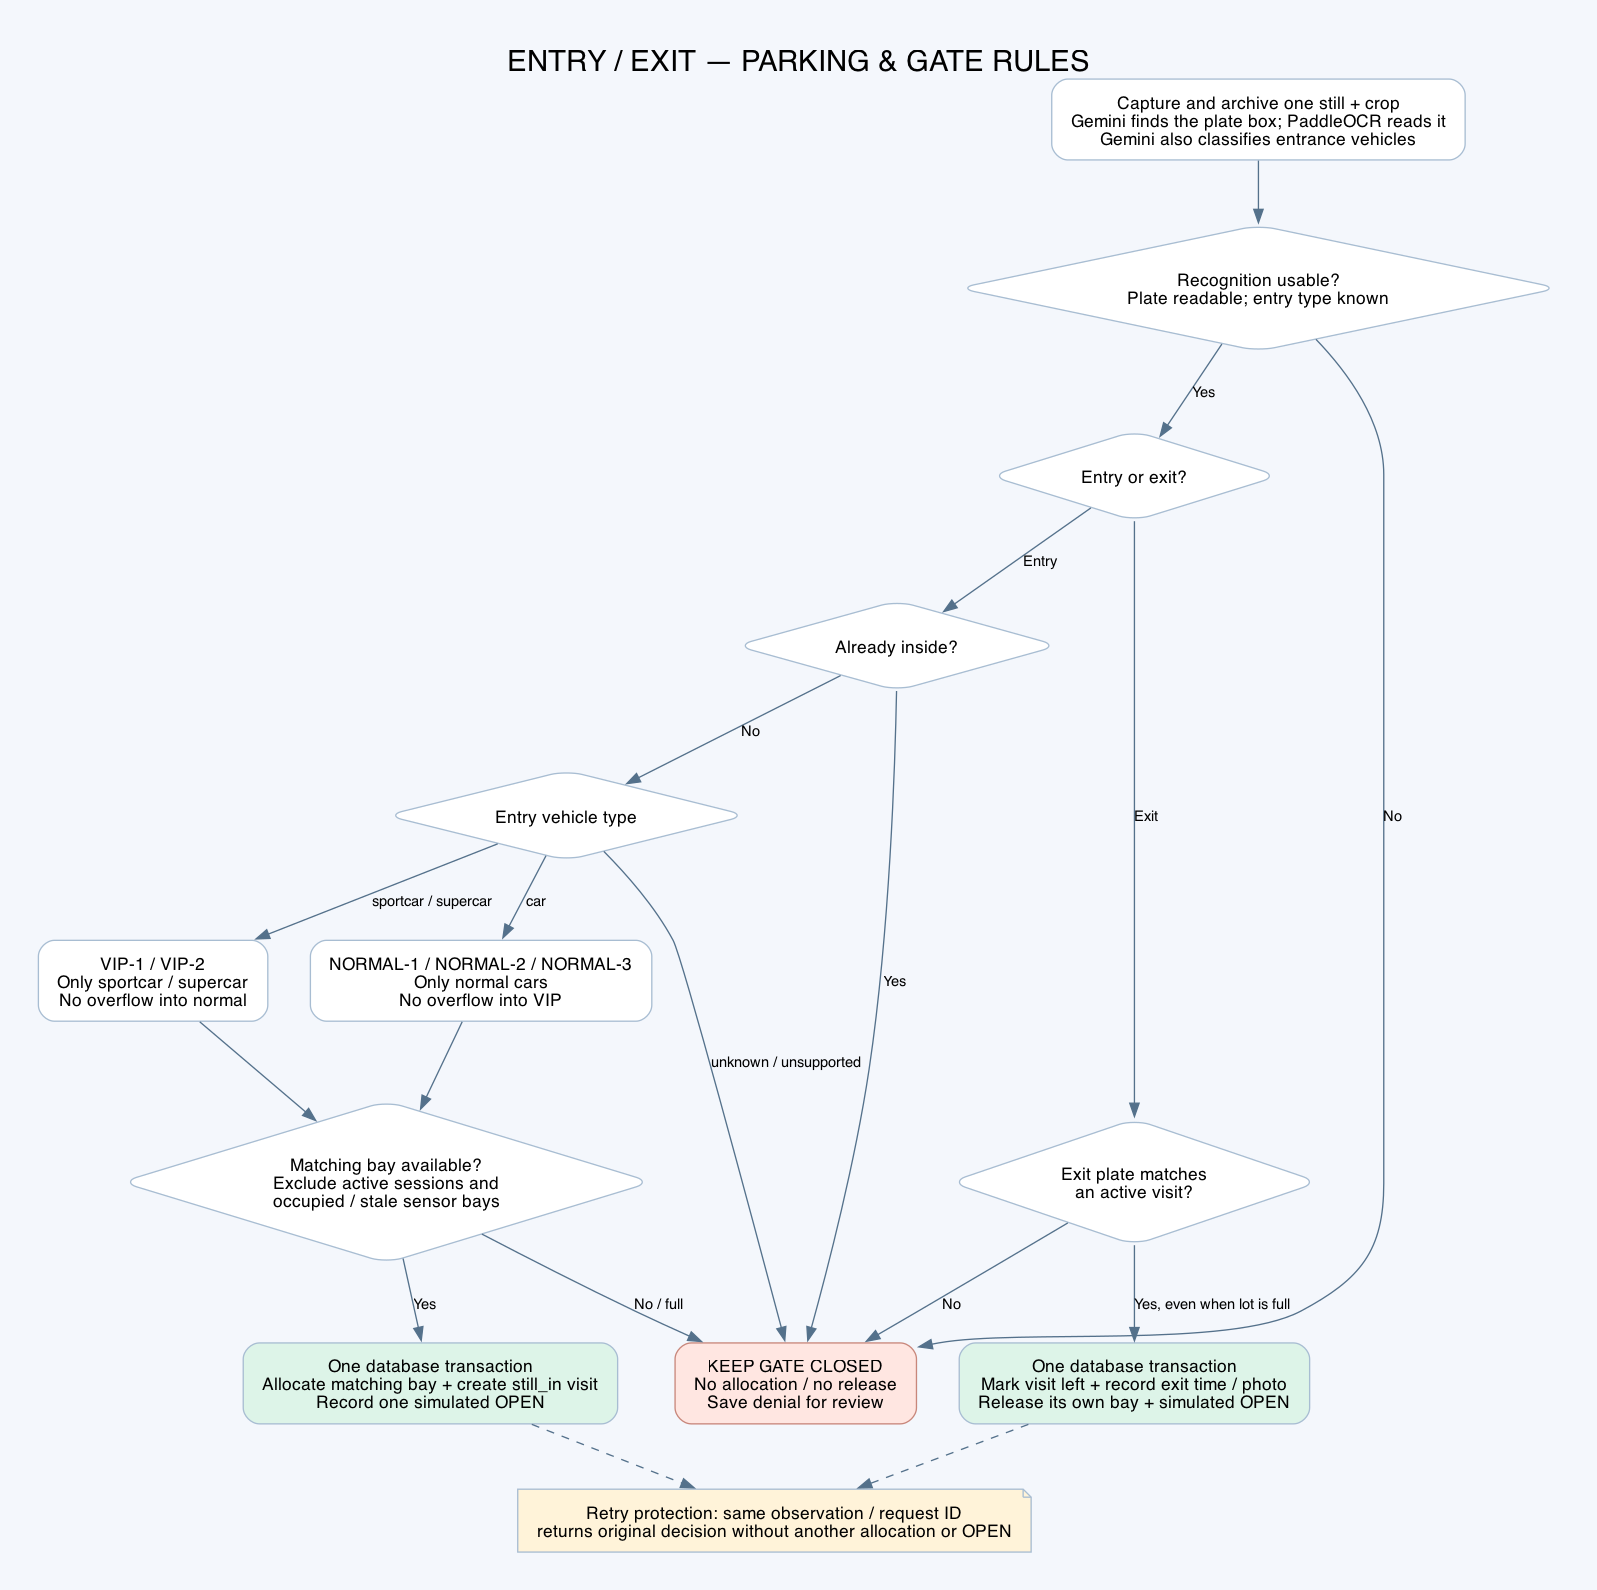 ENTRY / EXIT — PARKING & GATE RULES
Capture and archive one still + crop
Gemini finds the plate box; PaddleOCR reads it
Gemini also classifies entrance vehicles
Recognition usable?
Plate readable; entry type known
Yes
Entry or exit?
Entry
Already inside?
No
Entry vehicle type
Exit
No
sportcar / supercar
car
VIP-1 / VIP-2
Only sportcar / supercar
No overflow into normal
NORMAL-1 / NORMAL-2 / NORMAL-3
Only normal cars
No overflow into VIP
Yes
unknown / unsupported
Matching bay available?
Exclude active sessions and
occupied / stale sensor bays
Exit plate matches
an active visit?
Yes
No / full
No
Yes, even when lot is full
One database transaction
Allocate matching bay + create still_in visit
Record one simulated OPEN
KEEP GATE CLOSED
No allocation / no release
Save denial for review
One database transaction
Mark visit left + record exit time / photo
Release its own bay + simulated OPEN
Retry protection: same observation / request ID
returns original decision without another allocation or OPEN